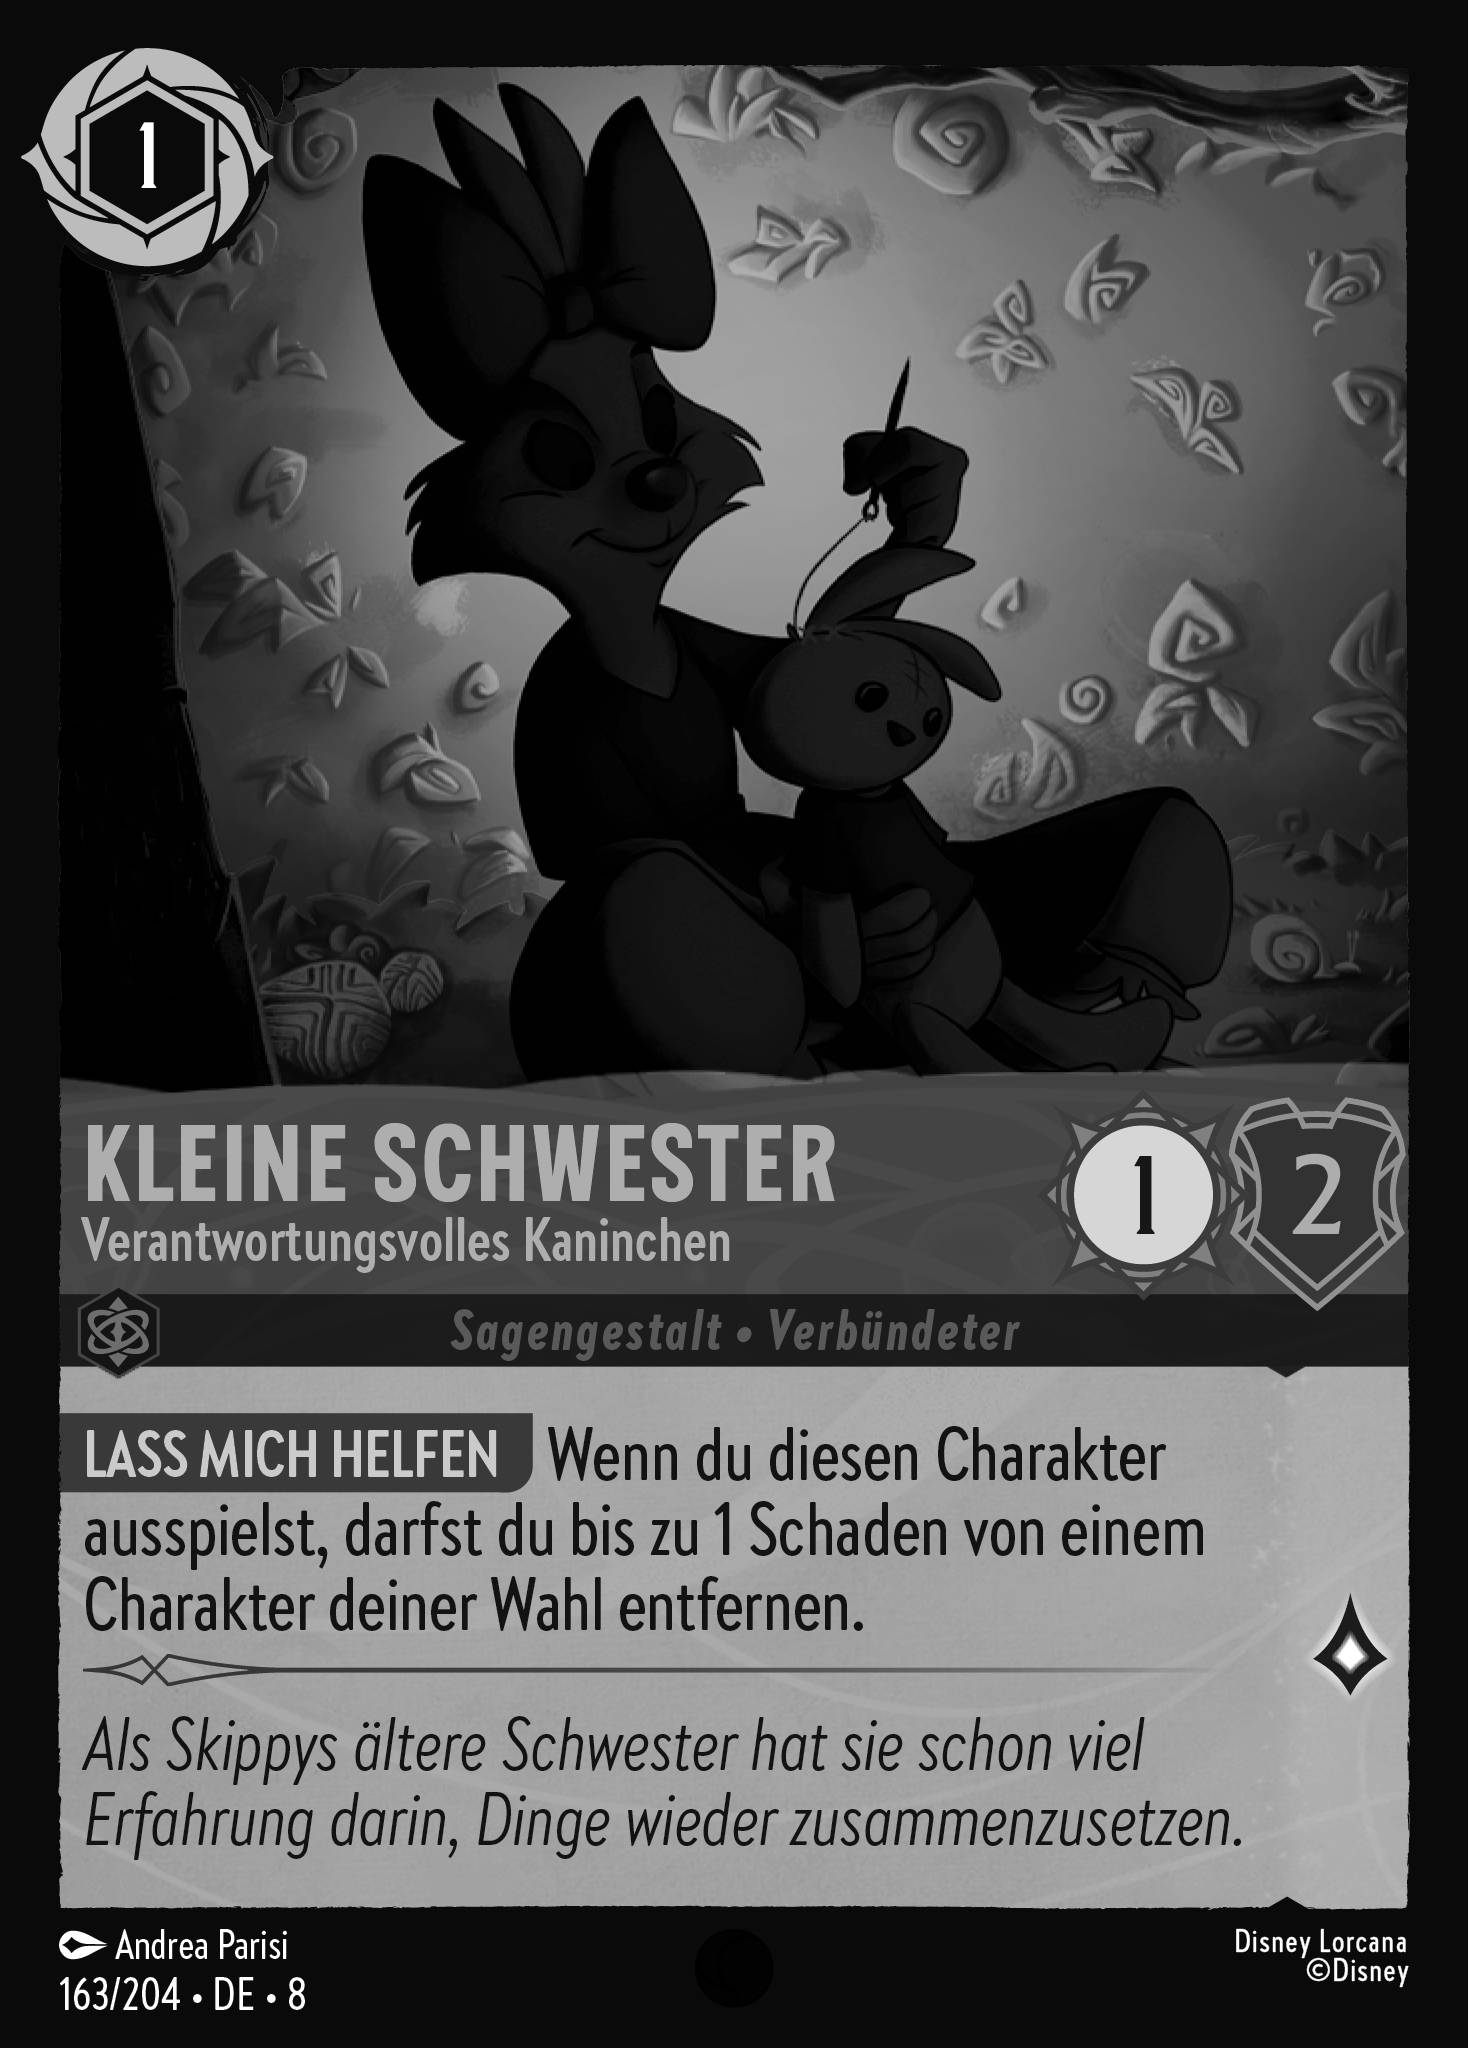 1
KLEINE SCHWESTER
Verantwortungsvolles Kaninchen
1
2
Sagengestalt • Verbündeter
LASS MICH HELFEN Wenn du diesen Charakter
ausspielst, darfst du bis zu 1 Schaden von einem
Charakter deiner Wahl entfernen.
Als Skippys ältere Schwester hat sie schon viel
Erfahrung darin, Dinge wieder zusammenzusetzen.
Andrea Parisi
163/204 • DE • 8
Disney Lorcana
©Disney